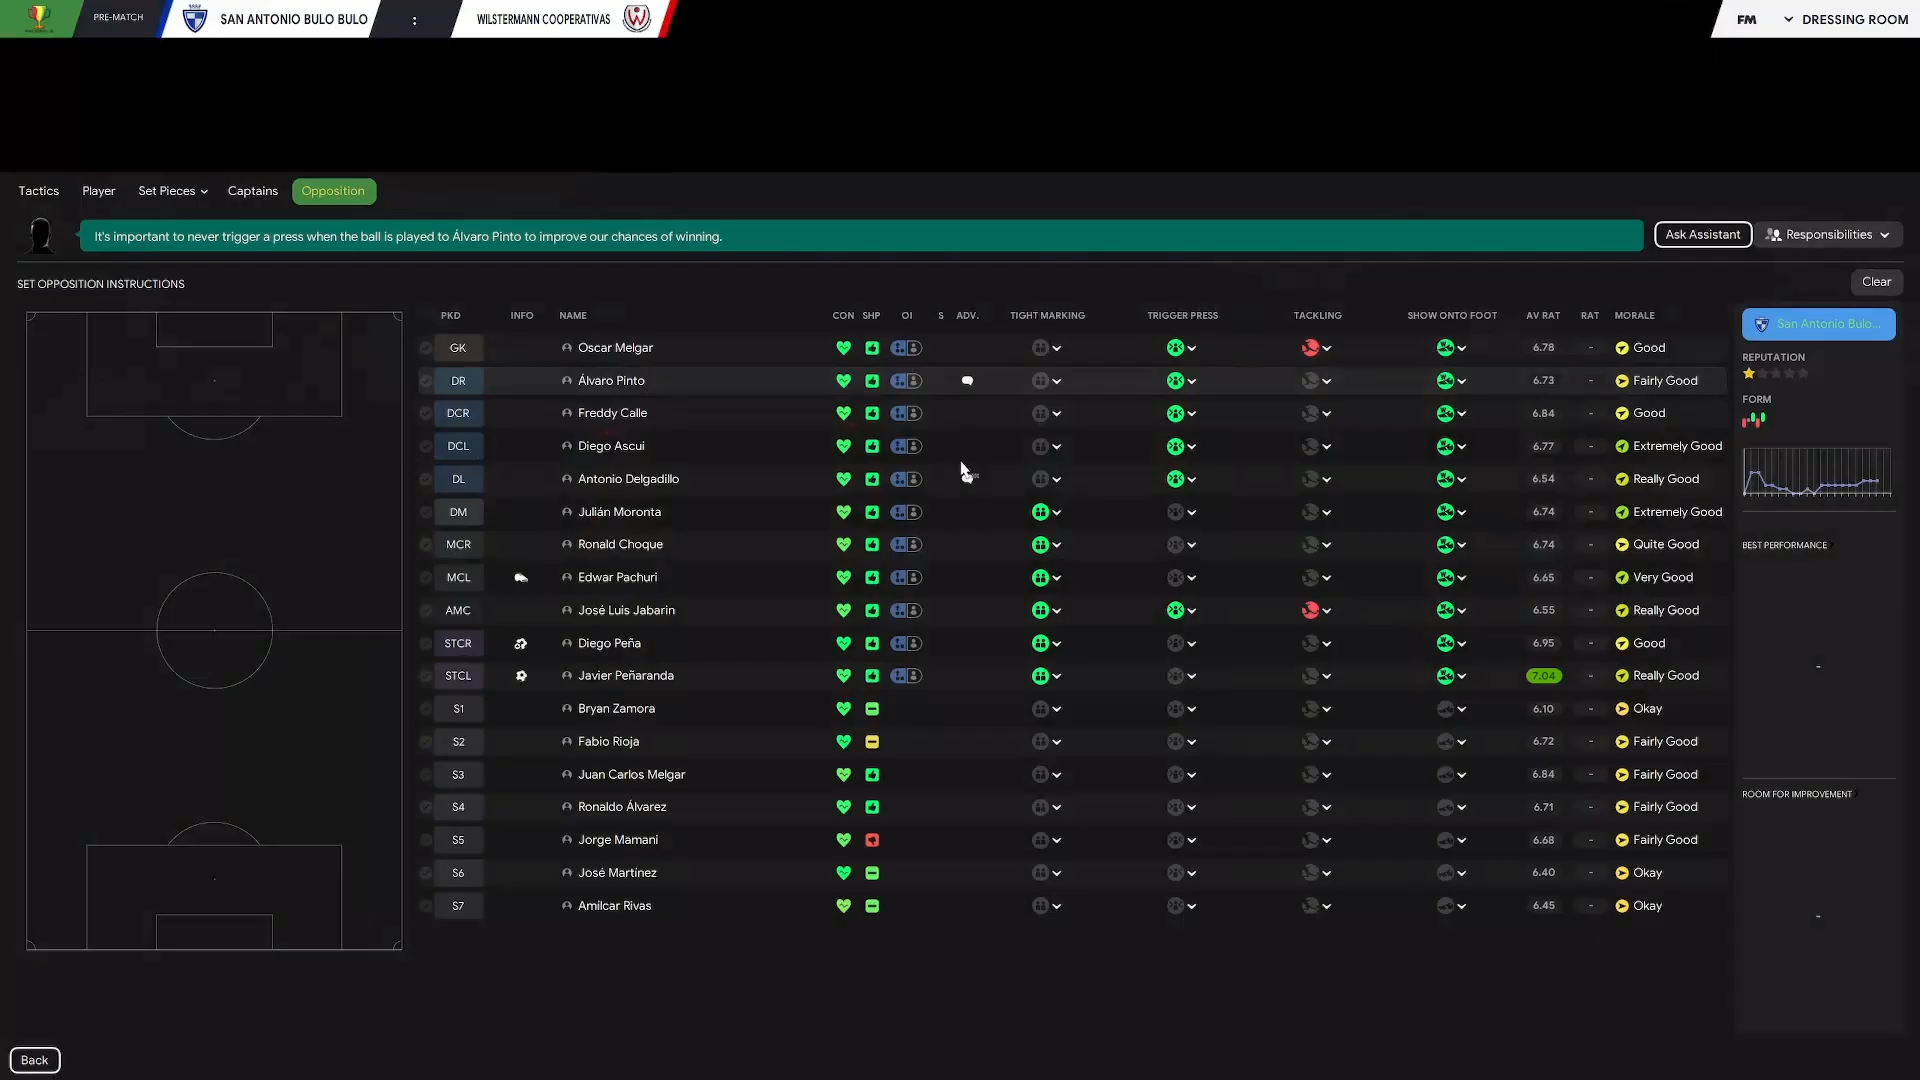 PRE-MATCH
SAN ANTONIO BULO BULO
:
WILSTERMANN COOPERATIVAS
FM
DRESSING ROOM
Tactics Player Set Pieces Captains Opposition
It's important to never trigger a press when the ball is played to Álvaro Pinto to improve our chances of winning.
Ask Assistant
Responsibilities
SET OPPOSITION INSTRUCTIONS
Clear
PKD INFO NAME CON SHP OI S ADV. TIGHT MARKING TRIGGER PRESS TACKLING SHOW ONTO FOOT AV RAT RAT MORALE
GK Oscar Melgar 6.78 - Good
DR Álvaro Pinto 6.73 - Fairly Good
DCR Freddy Calle 6.84 - Good
DCL Diego Ascui 6.77 - Extremely Good
DL Antonio Delgadillo 6.54 - Really Good
DM Julián Moronta 6.74 - Extremely Good
MCR Ronald Choque 6.74 - Quite Good
MCL Edwar Pachuri 6.65 - Very Good
AMC José Luis Jabarin 6.55 - Really Good
STCR Diego Peña 6.95 - Good
STCL Javier Peñaranda 7.04 - Really Good
S1 Bryan Zamora 6.10 - Okay
S2 Fabio Rioja 6.72 - Fairly Good
S3 Juan Carlos Melgar 6.84 - Fairly Good
S4 Ronaldo Álvarez 6.71 - Fairly Good
S5 Jorge Mamani 6.68 - Fairly Good
S6 José Martínez 6.40 - Okay
S7 Amílcar Rivas 6.45 - Okay
San Antonio Bulo...
REPUTATION
FORM
BEST PERFORMANCE
-
ROOM FOR IMPROVEMENT
-
Back